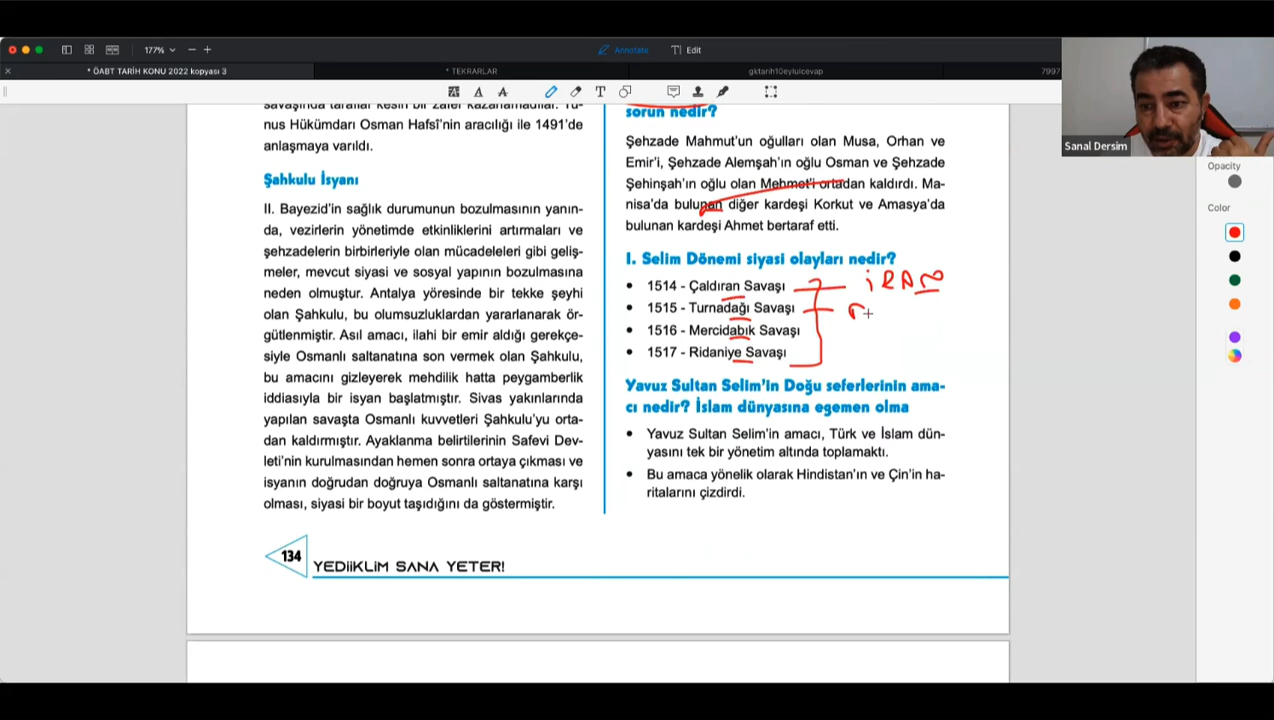 177%
Annotate
Edit
* ÖABT TARİH KONU 2022 kopyası 3
* TEKRARLAR
gktarih10eylulcevap
7997
Sanal Dersim
Opacity
Color
savaşında taraflar kesin bir zafer kazanamadılar. Tu-
nus Hükümdarı Osman Hafsî'nin aracılığı ile 1491'de
anlaşmaya varıldı.
Şahkulu İsyanı
II. Bayezid'in sağlık durumunun bozulmasının yanın-
da, vezirlerin yönetimde etkinliklerini artırmaları ve
şehzadelerin birbirleriyle olan mücadeleleri gibi geliş-
meler, mevcut siyasi ve sosyal yapının bozulmasına
neden olmuştur. Antalya yöresinde bir tekke şeyhi
olan Şahkulu, bu olumsuzluklardan yararlanarak ör-
gütlenmiştir. Asıl amacı, ilahi bir emir aldığı gerekçe-
siyle Osmanlı saltanatına son vermek olan Şahkulu,
bu amacını gizleyerek mehdilik hatta peygamberlik
iddiasıyla bir isyan başlatmıştır. Sivas yakınlarında
yapılan savaşta Osmanlı kuvvetleri Şahkulu'yu orta-
dan kaldırmıştır. Ayaklanma belirtilerinin Safevi Dev-
leti'nin kurulmasından hemen sonra ortaya çıkması ve
isyanın doğrudan doğruya Osmanlı saltanatına karşı
olması, siyasi bir boyut taşıdığını da göstermiştir.
sorun nedir?
Şehzade Mahmut'un oğulları olan Musa, Orhan ve
Emir'i, Şehzade Alemşah'ın oğlu Osman ve Şehzade
Şehinşah'ın oğlu olan Mehmet'i ortadan kaldırdı. Ma-
nisa'da bulunan diğer kardeşi Korkut ve Amasya'da
bulunan kardeşi Ahmet bertaraf etti.
I. Selim Dönemi siyasi olayları nedir?
• 1514 - Çaldıran Savaşı
• 1515 - Turnadağı Savaşı
• 1516 - Mercidabık Savaşı
• 1517 - Ridaniye Savaşı
İRAN
Yavuz Sultan Selim'in Doğu seferlerinin ama-
cı nedir? İslam dünyasına egemen olma
• Yavuz Sultan Selim'in amacı, Türk ve İslam dün-
yasını tek bir yönetim altında toplamaktı.
• Bu amaca yönelik olarak Hindistan'ın ve Çin'in ha-
ritalarını çizdirdi.
134
YEDİİKLİM SANA YETER!